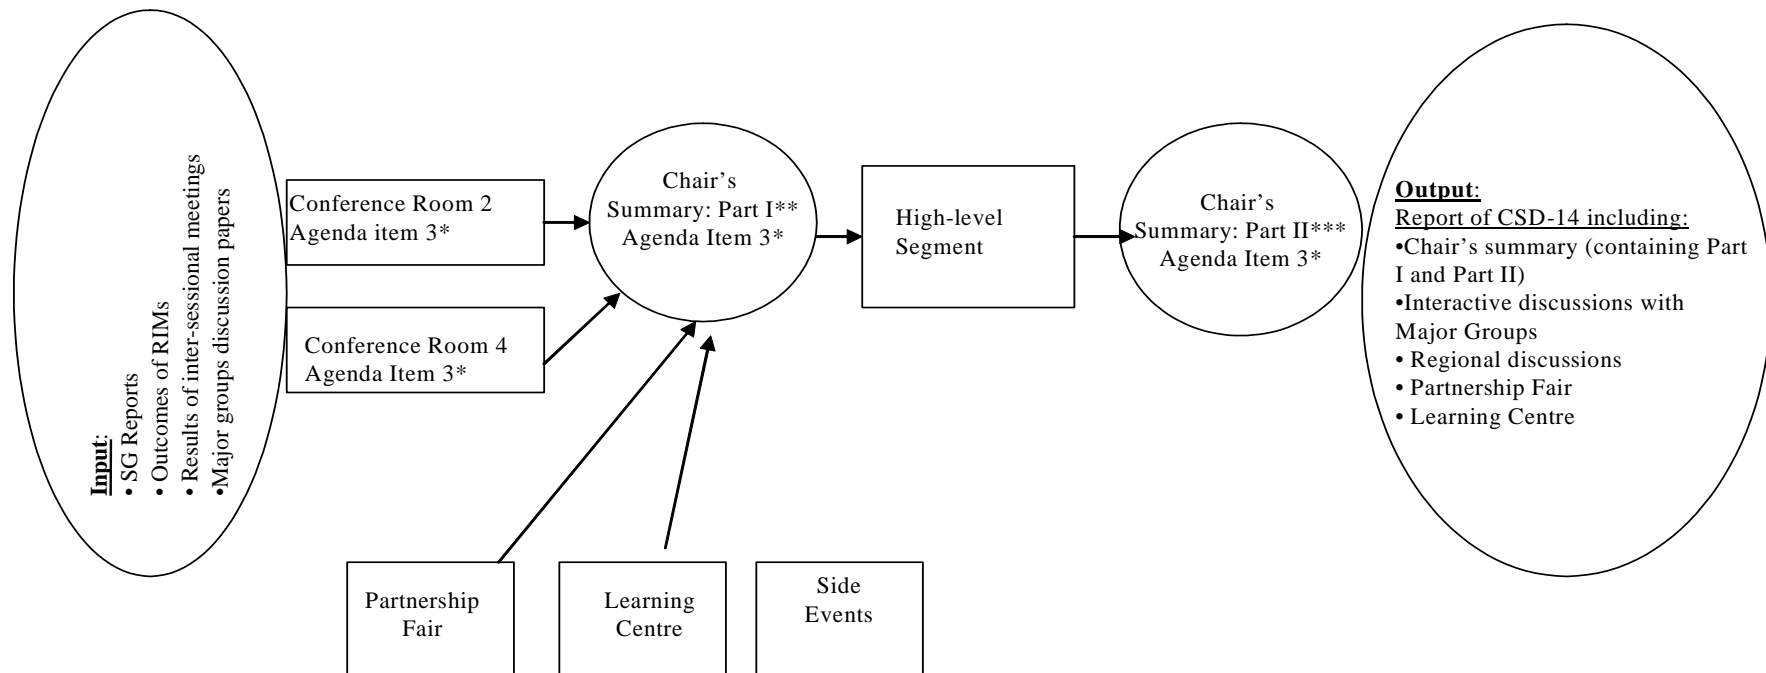 Input:
• SG Reports
• Outcomes of RIMs
• Results of inter-sessional meetings
•Major groups discussion papers
Conference Room 2
Agenda item 3*
Conference Room 4
Agenda Item 3*
Chair's
Summary: Part I**
Agenda Item 3*
High-level
Segment
Chair's
Summary: Part II***
Agenda Item 3*
Output:
Report of CSD-14 including:
•Chair's summary (containing Part
I and Part II)
•Interactive discussions with
Major Groups
• Regional discussions
• Partnership Fair
• Learning Centre
Partnership
Fair
Learning
Centre
Side
Events